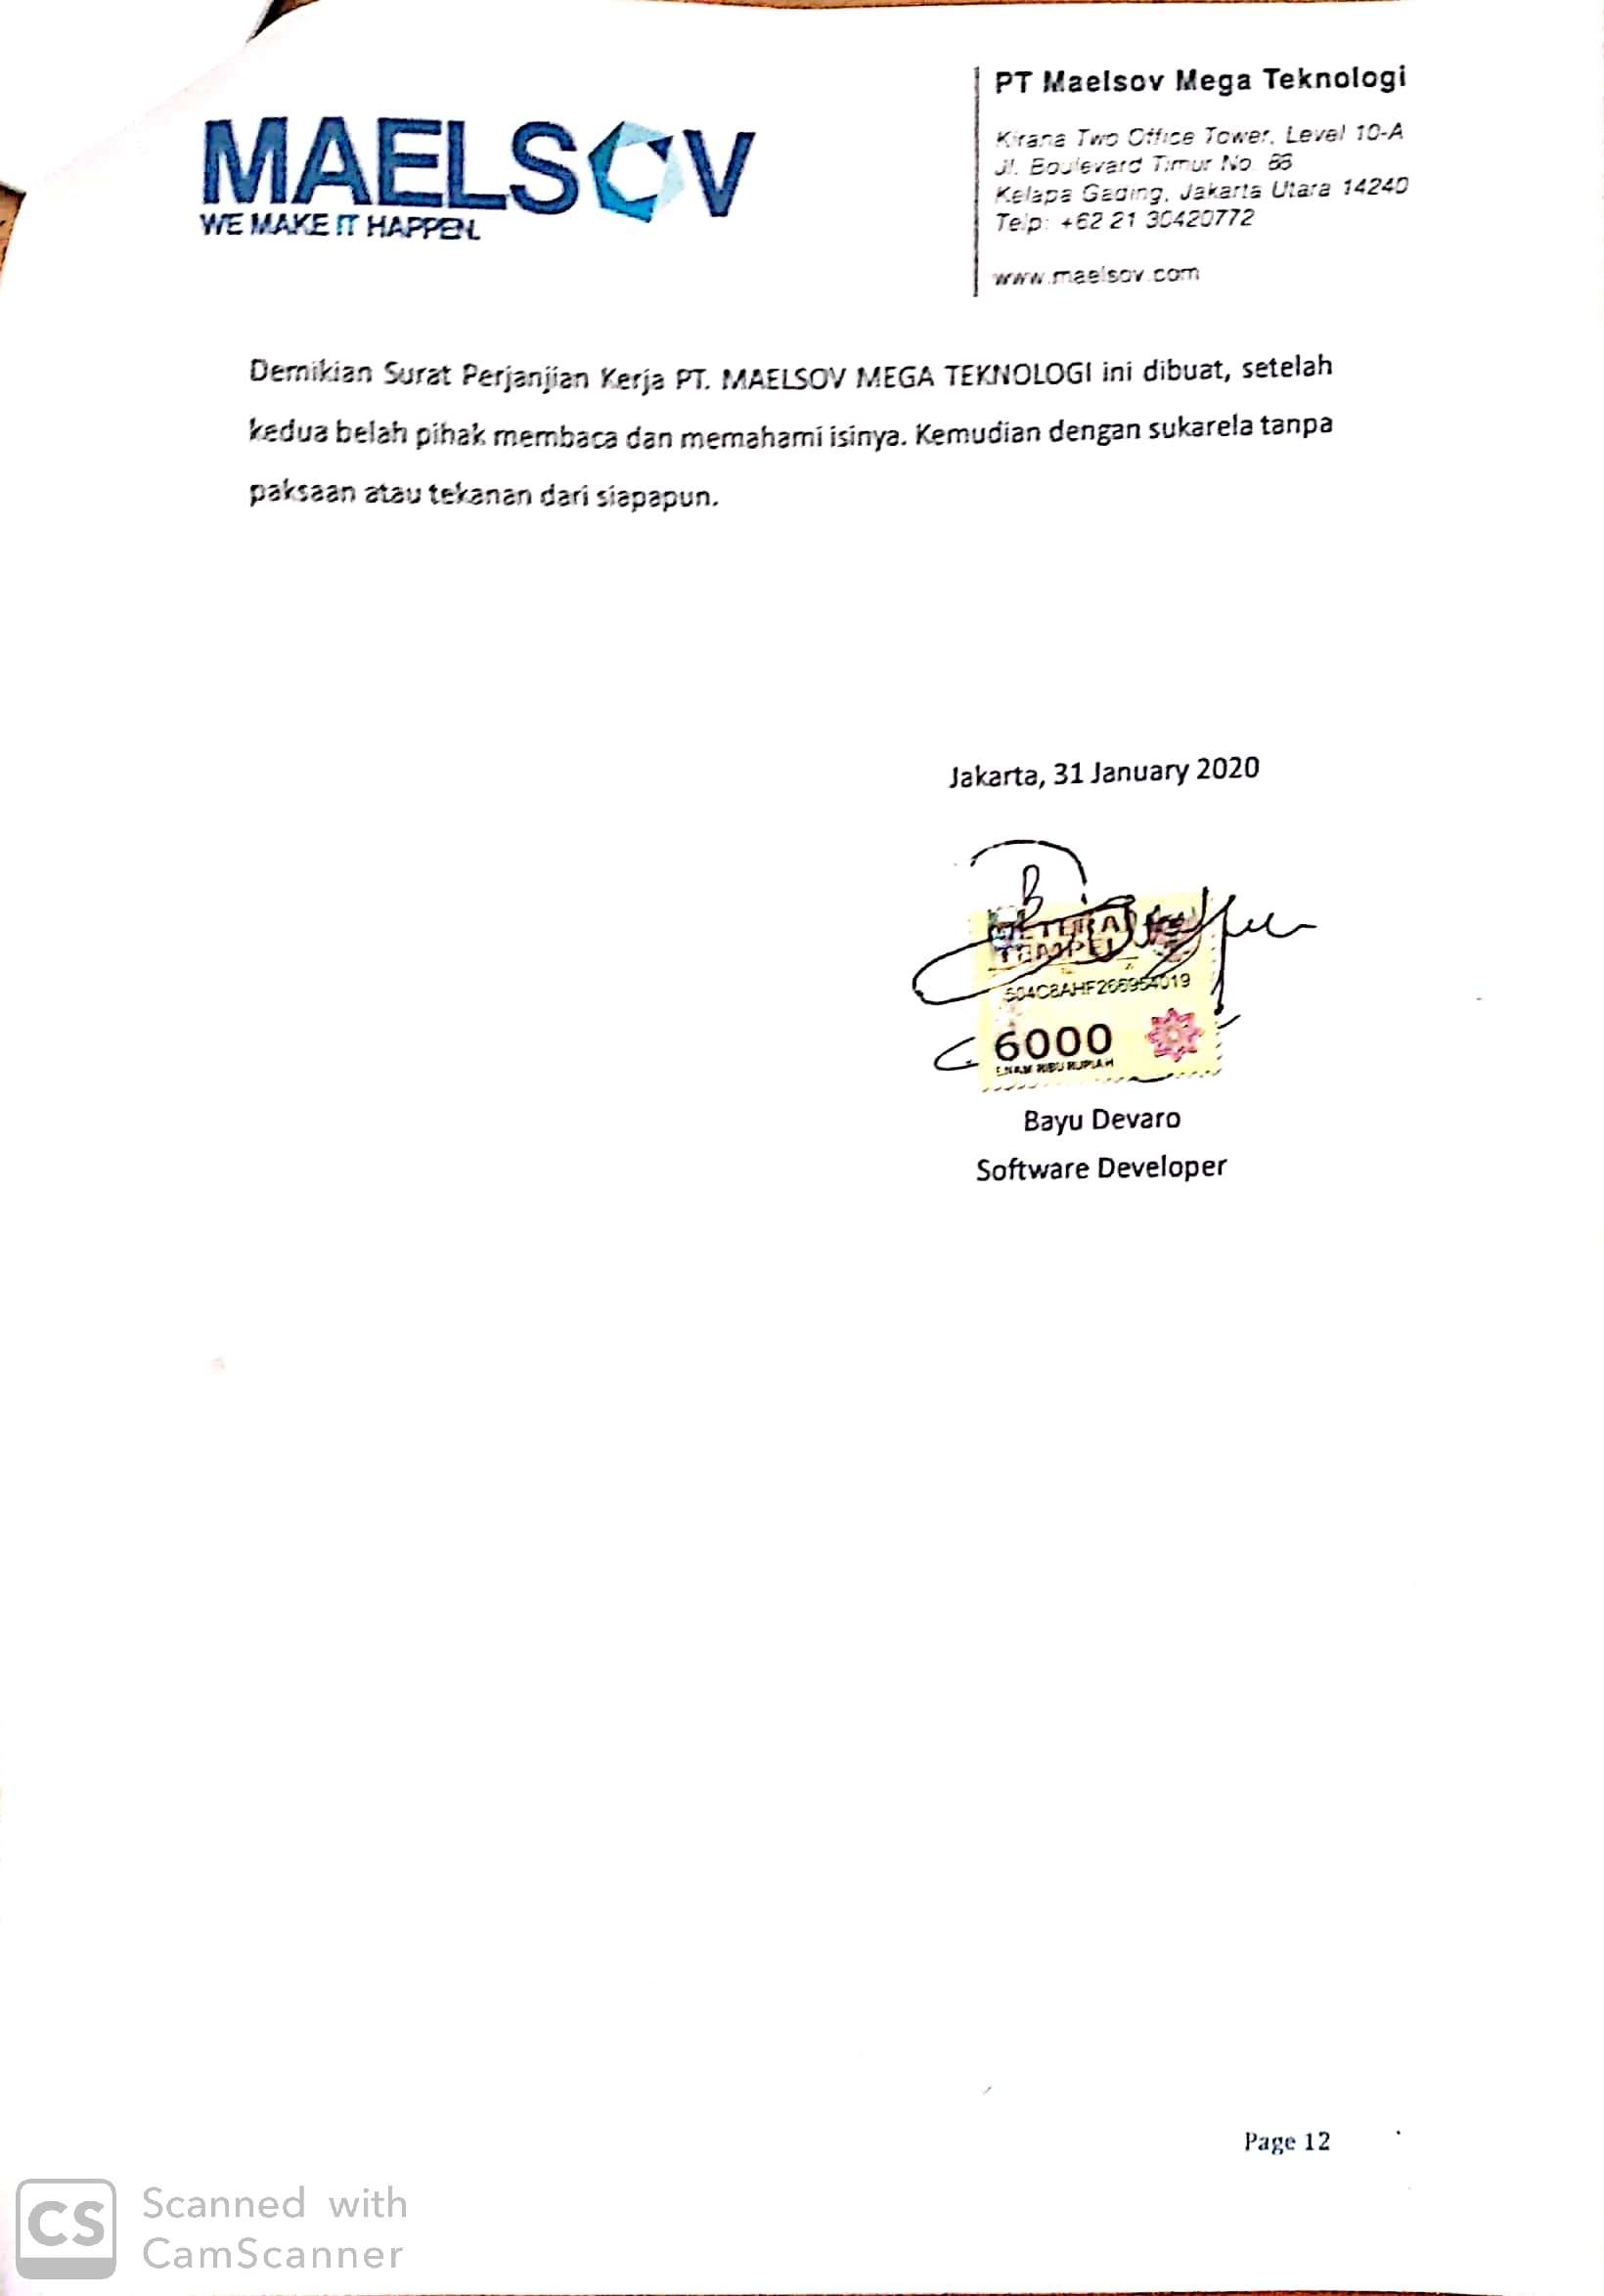 MAELSOV
WE MAKE IT HAPPEN.
PT Maelsov Mega Teknologi
Kirana Two Office Tower, Level 10-A
Jl. Boulevard Timur No. 88
Kelapa Gading, Jakarta Utara 14240
Telp: +62 21 30420772
www.maelsov.com
Demikian Surat Perjanjian Kerja PT. MAELSOV MEGA TEKNOLOGI ini dibuat, setelah
kedua belah pihak membaca dan memahami isinya. Kemudian dengan sukarela tanpa
paksaan atau tekanan dari siapapun.
Jakarta, 31 January 2020
METERAI
TEMPEL
6000
ENAM RIBU RUPIAH
Bayu Devaro
Software Developer
Page 12
CS
Scanned with
CamScanner